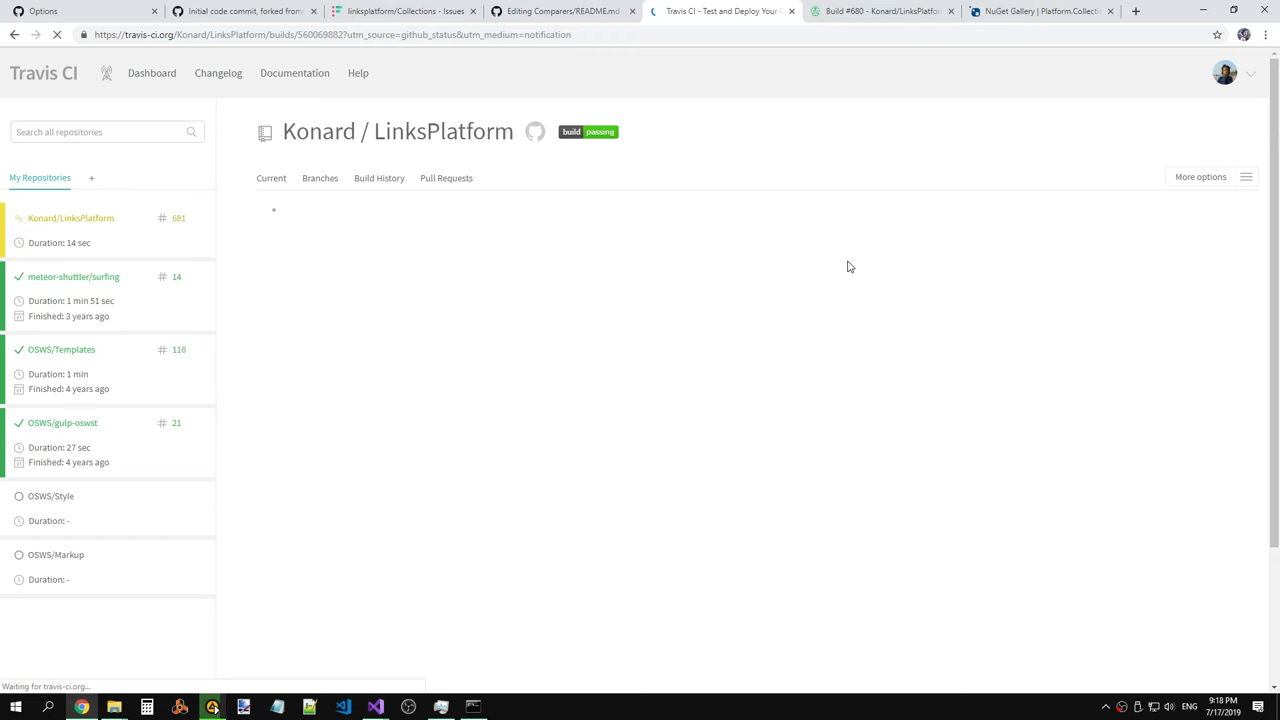 Options
Initial code commit, forked from
linksplatform/Collections - Issues
Editing Comparers/README.md
Travis CI - Test and Deploy Your C
Build #680 - Konard/LinksPlatform
NuGet Gallery | Platform.Collectio
https://travis-ci.org/Konard/LinksPlatform/builds/560069882?utm_source=github_status&utm_medium=notification
Travis CI
Dashboard
Changelog
Documentation
Help
Search all repositories
Konard / LinksPlatform
build passing
My Repositories +
Current
Branches
Build History
Pull Requests
More options
Konard/LinksPlatform # 681
Duration: 14 sec
meteor-shuttler/surfing # 14
Duration: 1 min 51 sec
Finished: 3 years ago
OSWS/Templates # 116
Duration: 1 min
Finished: 4 years ago
OSWS/gulp-oswst # 21
Duration: 27 sec
Finished: 4 years ago
OSWS/Style
Duration: -
OSWS/Markup
Duration: -
Waiting for travis-ci.org...
9:18 PM
7/17/2019